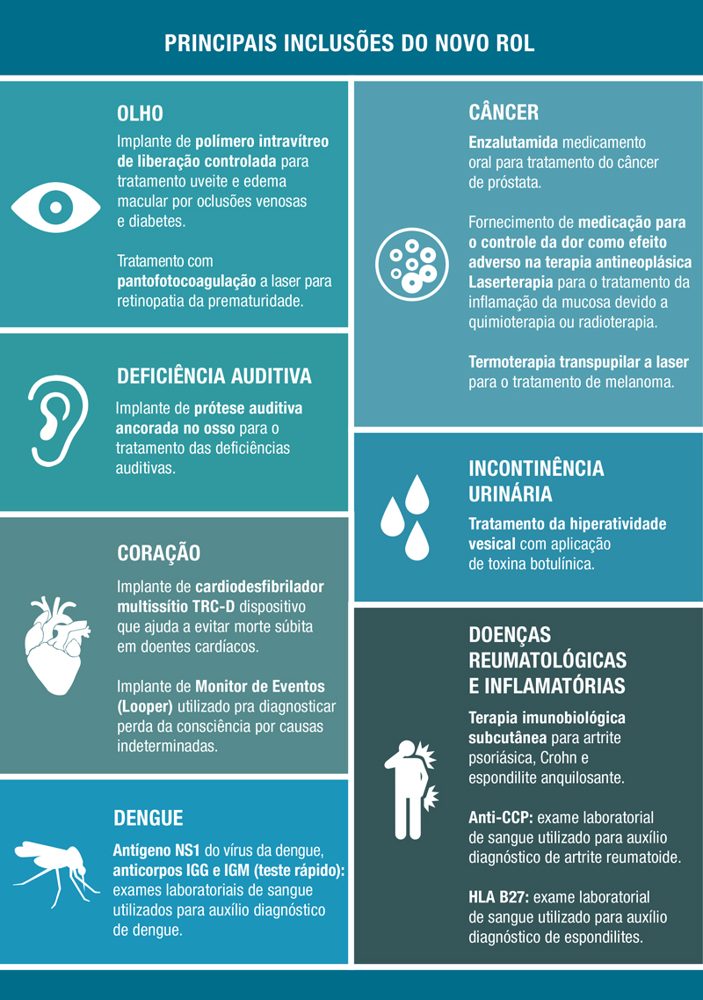 PRINCIPAIS INCLUSÕES DO NOVO ROL
OLHO
Implante de polímero intravítreo
de liberação controlada para
tratamento uveite e edema
macular por oclusões venosas
e diabetes.
Tratamento com
pantofotocoagulação a laser para
retinopatia da prematuridade.
DEFICIÊNCIA AUDITIVA
Implante de prótese auditiva
ancorada no osso para o
tratamento das deficiências
auditivas.
CORAÇÃO
Implante de cardiodesfibrilador
multissítio TRC-D dispositivo
que ajuda a evitar morte súbita
em doentes cardíacos.
Implante de Monitor de Eventos
(Looper) utilizado pra diagnosticar
perda da consciência por causas
indeterminadas.
DENGUE
Antígeno NS1 do vírus da dengue,
anticorpos IGG e IGM (teste rápido):
exames laboratoriais de sangue
utilizados para auxílio diagnóstico
de dengue.
CÂNCER
Enzalutamida medicamento
oral para tratamento do câncer
de próstata.
Fornecimento de medicação para
o controle da dor como efeito
adverso na terapia antineoplásica
Laserterapia para o tratamento da
inflamação da mucosa devido a
quimioterapia ou radioterapia.
Termoterapia transpupilar a laser
para o tratamento de melanoma.
INCONTINÊNCIA
URINÁRIA
Tratamento da hiperatividade
vesical com aplicação
de toxina botulínica.
DOENÇAS
REUMATOLÓGICAS
E INFLAMATÓRIAS
Terapia imunobiológica
subcutânea para artrite
psoriásica, Crohn e
espondilite anquilosante.
Anti-CCP: exame laboratorial
de sangue utilizado para auxílio
diagnóstico de artrite reumatoide.
HLA B27: exame laboratorial
de sangue utilizado para auxílio
diagnóstico de espondilites.